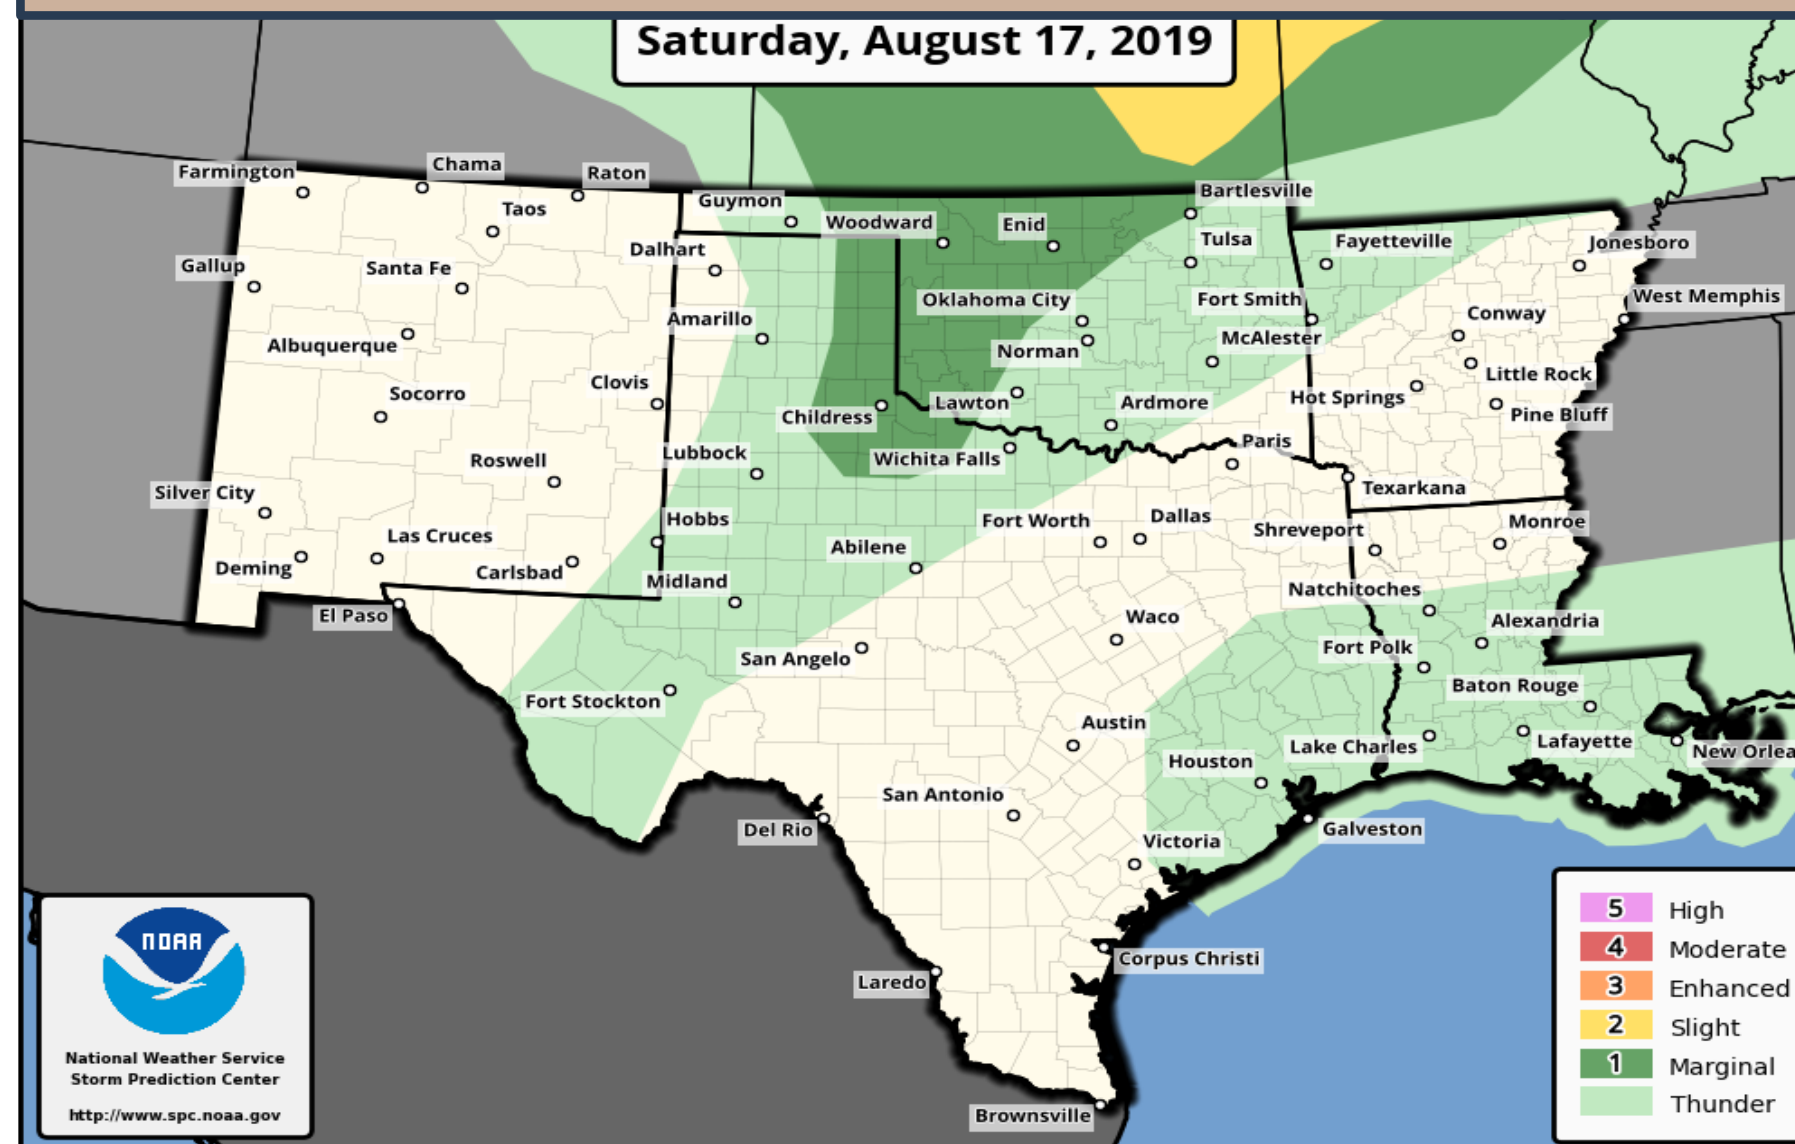 Saturday, August 17, 2019
Farmington
Chama
Raton
Taos
Guymon
Woodward
Enid
Bartlesville
Tulsa
Fayetteville
Jonesboro
Gallup
Santa Fe
Dalhart
Oklahoma City
Fort Smith
West Memphis
Albuquerque
Amarillo
Norman
McAlester
Conway
Little Rock
Socorro
Clovis
Childress
Lawton
Ardmore
Hot Springs
Pine Bluff
Roswell
Lubbock
Wichita Falls
Paris
Texarkana
Silver City
Las Cruces
Hobbs
Fort Worth
Dallas
Shreveport
Monroe
Deming
Carlsbad
Midland
Abilene
Natchitoches
El Paso
Waco
Alexandria
San Angelo
Fort Polk
Fort Stockton
Baton Rouge
Austin
Lake Charles
Lafayette
New Orlea
Houston
San Antonio
Del Rio
Victoria
Galveston
Corpus Christi
Laredo
Brownsville
NOAA
National Weather Service
Storm Prediction Center
http://www.spc.noaa.gov
5 High
4 Moderate
3 Enhanced
2 Slight
1 Marginal
Thunder